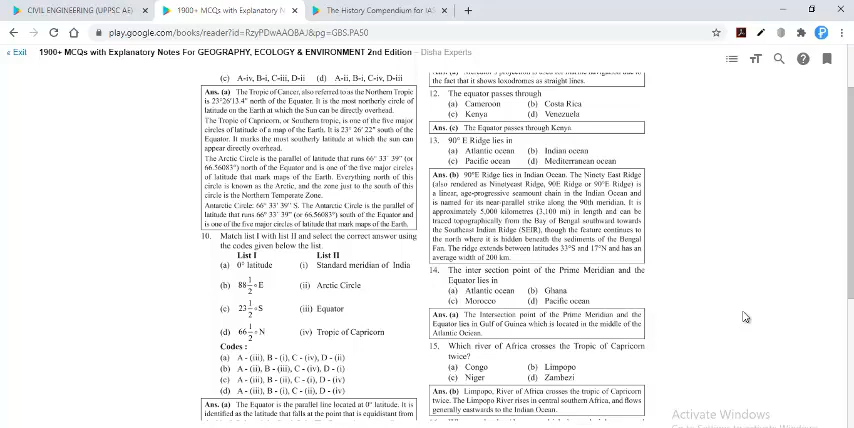 CIVIL ENGINEERING (UPPSC AE)
1900+ MCQs with Explanatory N
The History Compendium for IAS
play.google.com/books/reader?id=RzyPDwAAQBAJ&pg=GBS.PA50
« Exit 1900+ MCQs with Explanatory Notes For GEOGRAPHY, ECOLOGY & ENVIRONMENT 2nd Edition – Disha Experts
(c) A-iv, B-i, C-iii, D-ii (d) A-ii, B-i, C-iv, D-iii
Ans. (a) The Tropic of Cancer, also referred to as the Northern Tropic
is 23°26'13.4" north of the Equator. It is the most northerly circle of
latitude on the Earth at which the Sun can be directly overhead.
The Tropic of Capricorn, or Southern tropic, is one of the five major
circles of latitude of a map of the Earth. It is 23° 26' 22" south of the
Equator. It marks the most southerly latitude at which the sun can
appear directly overhead.
The Arctic Circle is the parallel of latitude that runs 66° 33' 39" (or
66.56083°) north of the Equator and is one of the five major circles
of latitude that mark maps of the Earth. Everything north of this
circle is known as the Arctic, and the zone just to the south of this
circle is the Northern Temperate Zone.
Antarctic Circle: 66° 33' 39" S. The Antarctic Circle is the parallel of
latitude that runs 66° 33' 39" (or 66.56083°) south of the Equator and
is one of the five major circles of latitude that mark maps of the Earth.
10. Match list I with list II and select the correct answer using
the codes given below the list.
List I List II
(a) 0° latitude (i) Standard meridian of India
(b) 88 1/2 ° E (ii) Arctic Circle
(c) 23 1/2 ° S (iii) Equator
(d) 66 1/2 ° N (iv) Tropic of Capricorn
Codes :
(a) A - (iii), B - (i), C - (iv), D - (ii)
(b) A - (ii), B - (iii), C - (iv), D - (i)
(c) A - (iii), B - (ii), C - (i), D - (iv)
(d) A - (iii), B - (i), C - (ii), D - (iv)
Ans. (a) The Equator is the parallel line located at 0° latitude. It is
identified as the latitude that falls at the point that is equidistant from
the fact that it shows loxodromes as straight lines.
12. The equator passes through
(a) Cameroon (b) Costa Rica
(c) Kenya (d) Venezuela
Ans. (c) The Equator passes through Kenya
13. 90° E Ridge lies in
(a) Atlantic ocean (b) Indian ocean
(c) Pacific ocean (d) Mediterranean ocean
Ans. (b) 90°E Ridge lies in Indian Ocean. The Ninety East Ridge
(also rendered as Ninetyeast Ridge, 90E Ridge or 90°E Ridge) is
a linear, age-progressive seamount chain in the Indian Ocean and
is named for its near-parallel strike along the 90th meridian. It is
approximately 5,000 kilometres (3,100 mi) in length and can be
traced topographically from the Bay of Bengal southward towards
the Southeast Indian Ridge (SEIR), though the feature continues to
the north where it is hidden beneath the sediments of the Bengal
Fan. The ridge extends between latitudes 33°S and 17°N and has an
average width of 200 km.
14. The inter section point of the Prime Meridian and the
Equator lies in
(a) Atlantic ocean (b) Ghana
(c) Morocco (d) Pacific ocean
Ans. (a) The Intersection point of the Prime Meridian and the
Equator lies in Gulf of Guinea which is located in the middle of the
Atlantic Ociean.
15. Which river of Africa crosses the Tropic of Capricorn
twice?
(a) Congo (b) Limpopo
(c) Niger (d) Zambezi
Ans. (b) Limpopo, River of Africa crosses the tropic of Capricorn
twice. The Limpopo River rises in central southern Africa, and flows
generally eastwards to the Indian Ocean.
Activate Windows